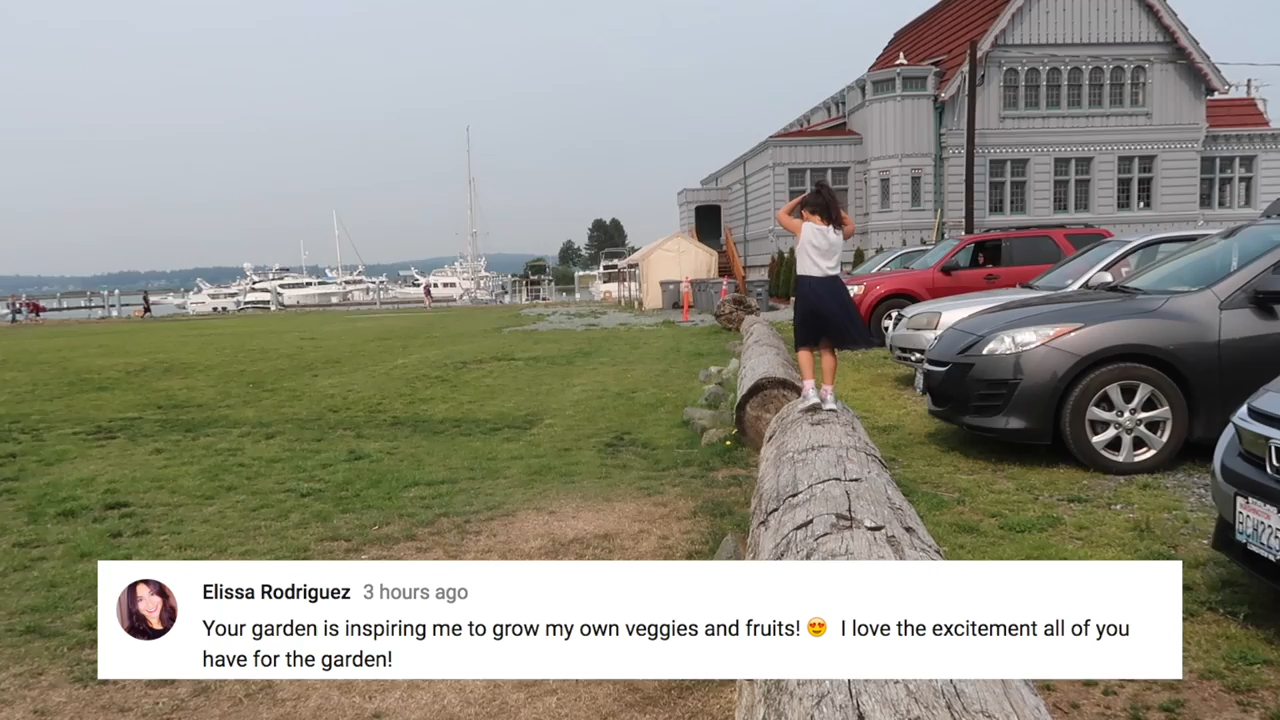 Elissa Rodriguez 3 hours ago
Your garden is inspiring me to grow my own veggies and fruits! 😍 I love the excitement all of you
have for the garden!